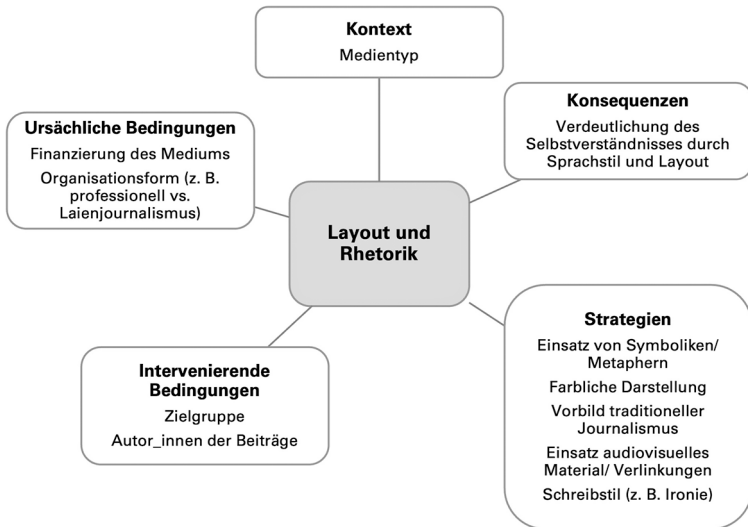 Kontext
Medientyp
Ursächliche Bedingungen
Finanzierung des Mediums
Organisationsform (z. B.
professionell vs.
Laienjournalismus)
Konsequenzen
Verdeutlichung des
Selbstverständnisses durch
Sprachstil und Layout
Layout und
Rhetorik
Intervenierende
Bedingungen
Zielgruppe
Autor_innen der Beiträge
Strategien
Einsatz von Symboliken/
Metaphern
Farbliche Darstellung
Vorbild traditioneller
Journalismus
Einsatz audiovisuelles
Material/ Verlinkungen
Schreibstil (z. B. Ironie)